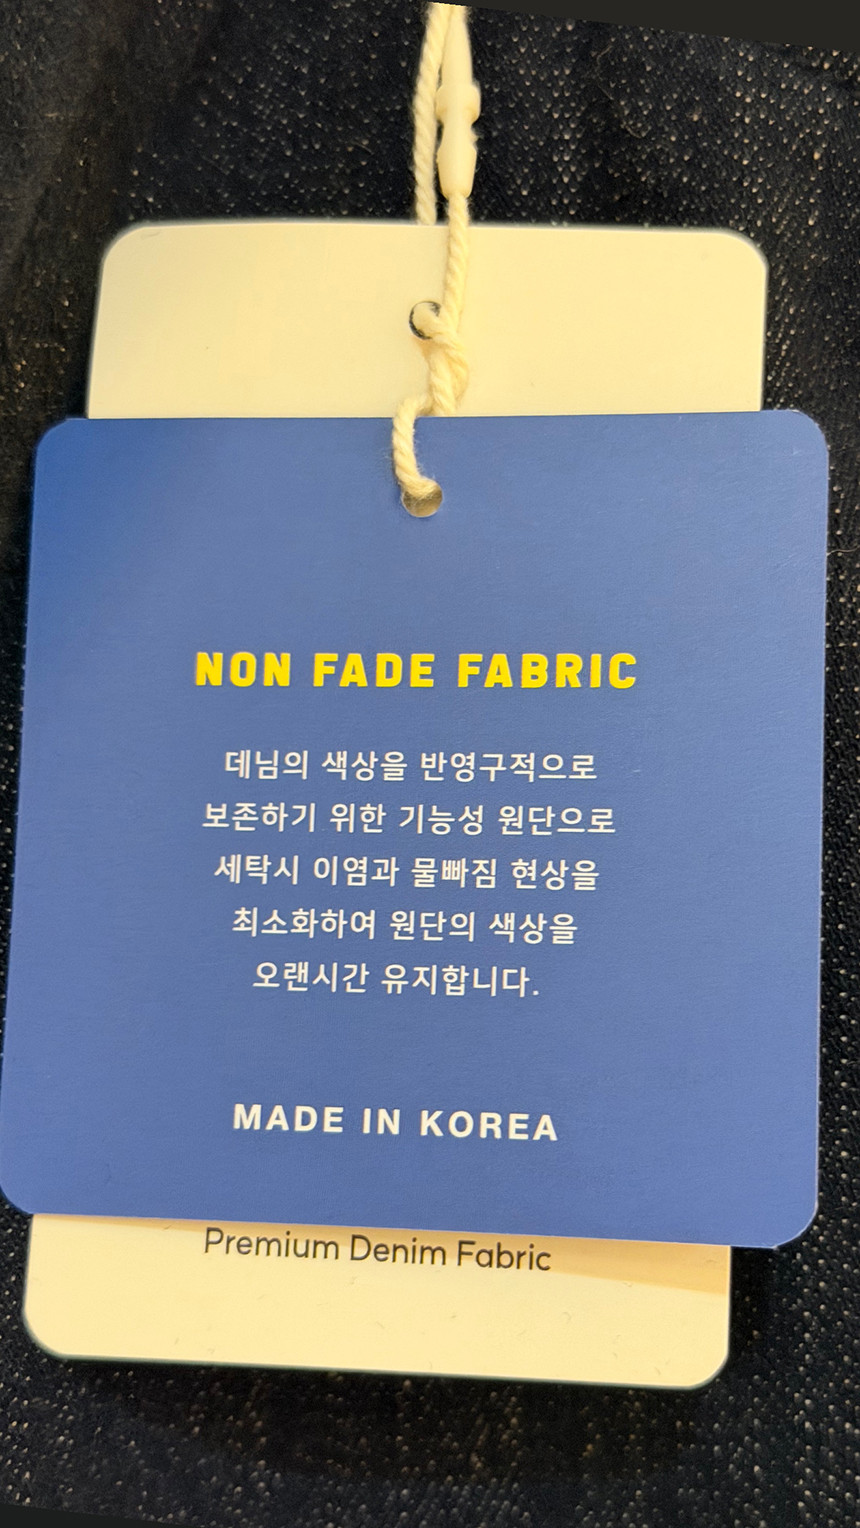 NON FADE FABRIC
데님의 색상을 반영구적으로
보존하기 위한 기능성 원단으로
세탁시 이염과 물빠짐 현상을
최소화하여 원단의 색상을
오랜시간 유지합니다.
MADE IN KOREA
Premium Denim Fabric